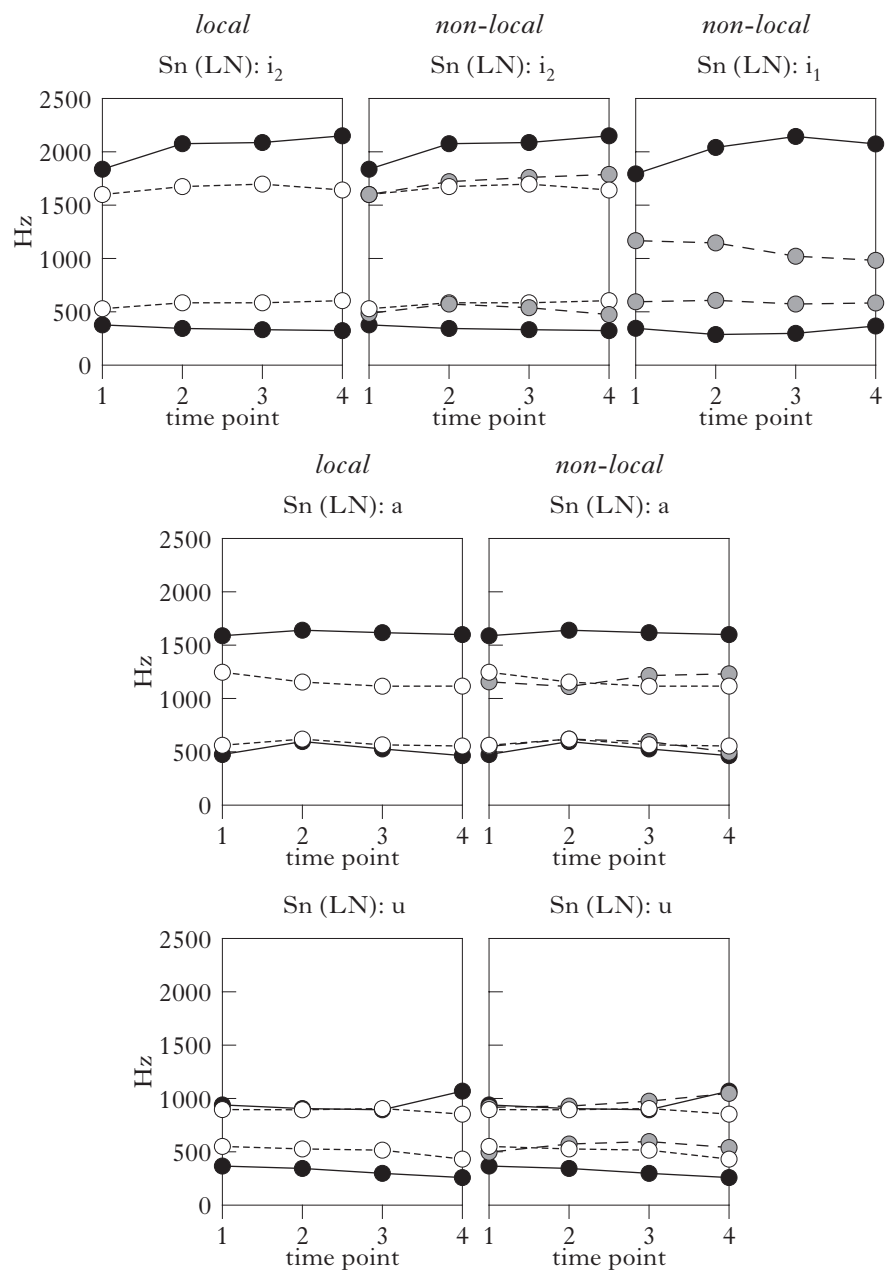 local non-local non-local
Sn (LN): i₂ Sn (LN): i₂ Sn (LN): i₁
2500
2000
1500
1000
500
0
Hz
1 2 3 4 1 2 3 4 1 2 3 4
time point time point time point
local non-local
Sn (LN): a Sn (LN): a
2500
2000
1500
1000
500
0
Hz
1 2 3 4 1 2 3 4
time point time point
Sn (LN): u Sn (LN): u
2500
2000
1500
1000
500
0
Hz
1 2 3 4 1 2 3 4
time point time point